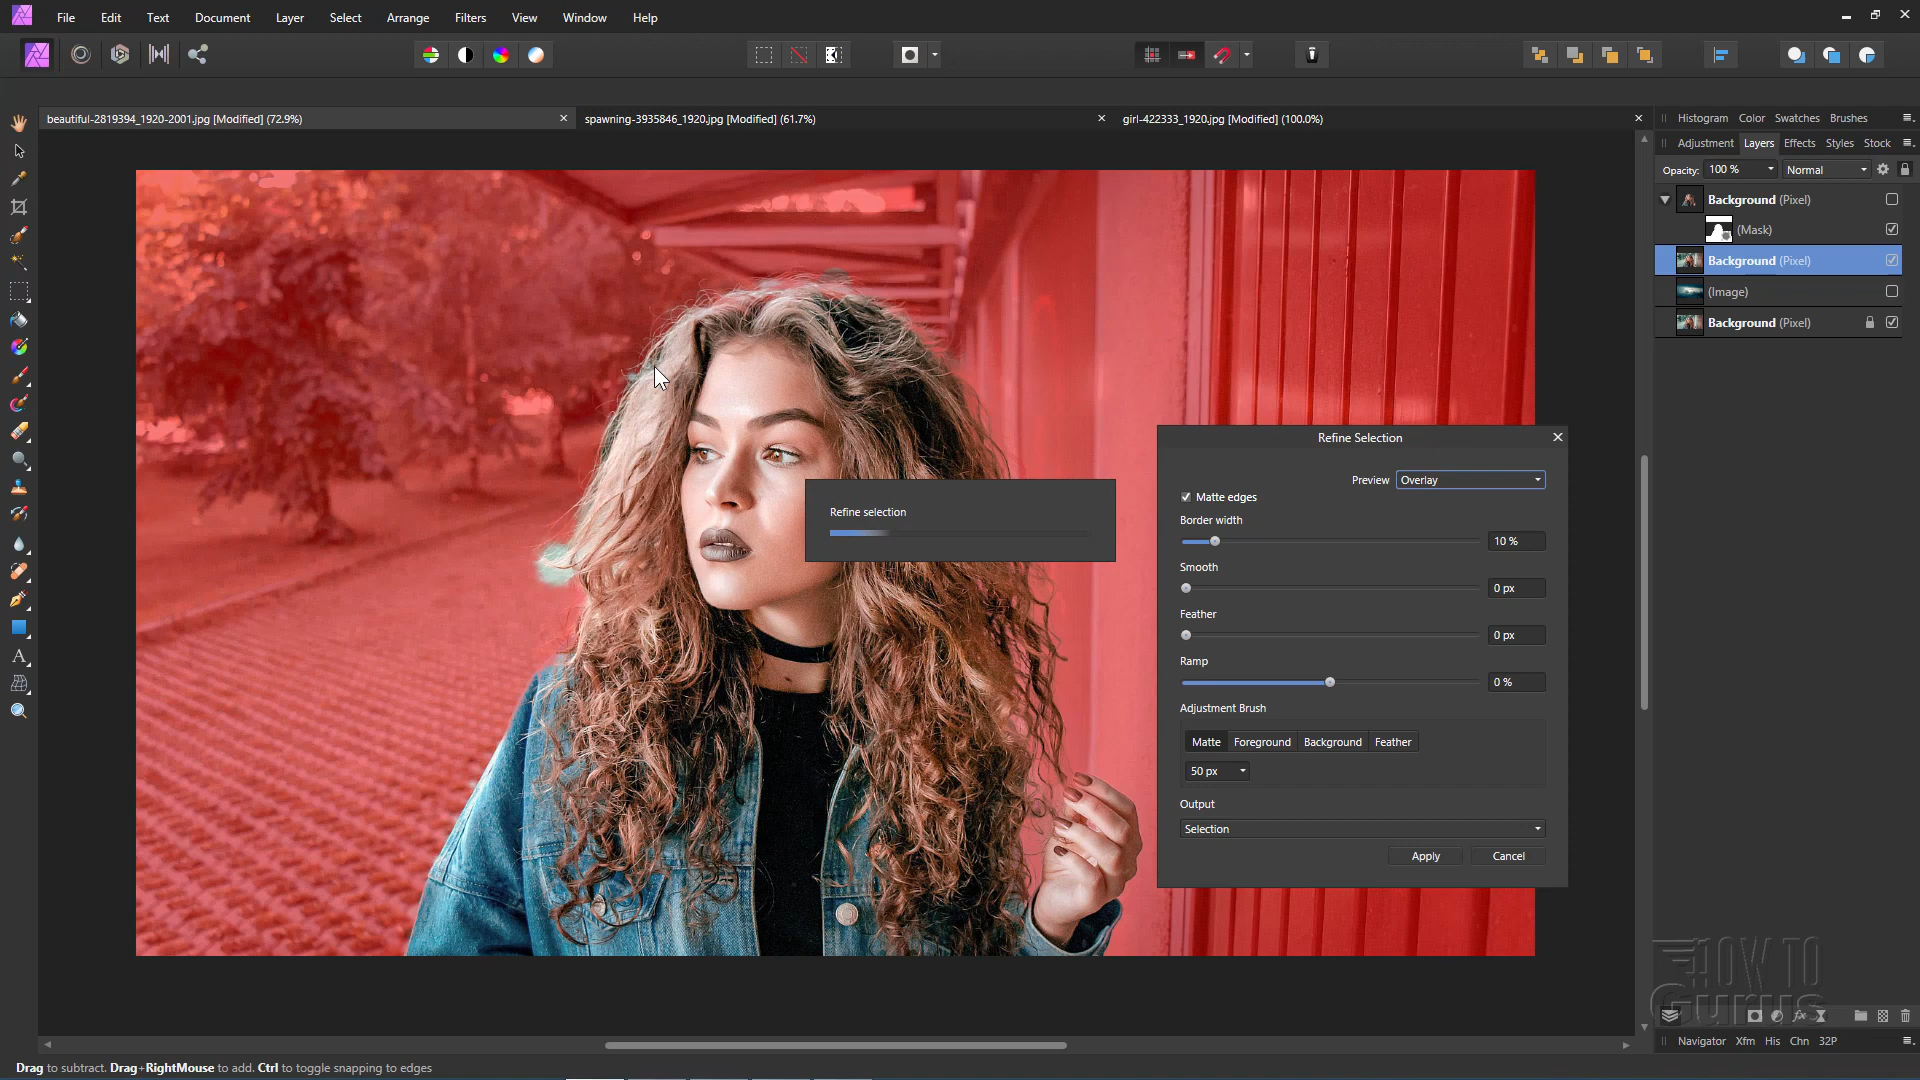 File Edit Text Document Layer Select Arrange Filters View Window Help
beautiful-2819394_1920-2001.jpg [Modified] (72.9%)
spawning-3935846_1920.jpg [Modified] (61.7%)
girl-422333_1920.jpg [Modified] (100.0%)
Histogram Color Swatches Brushes
Adjustment Layers Effects Styles Stock
Opacity: 100 % Normal
Background (Pixel)
(Mask)
Background (Pixel)
(Image)
Background (Pixel)
Refine selection
Refine Selection
Preview Overlay
Matte edges
Border width
10 %
Smooth
0 px
Feather
0 px
Ramp
0 %
Adjustment Brush
Matte Foreground Background Feather
50 px
Output
Selection
Apply Cancel
HOW TO
Gurus
Navigator Xfm His Chn 32P
Drag to subtract. Drag+RightMouse to add. Ctrl to toggle snapping to edges